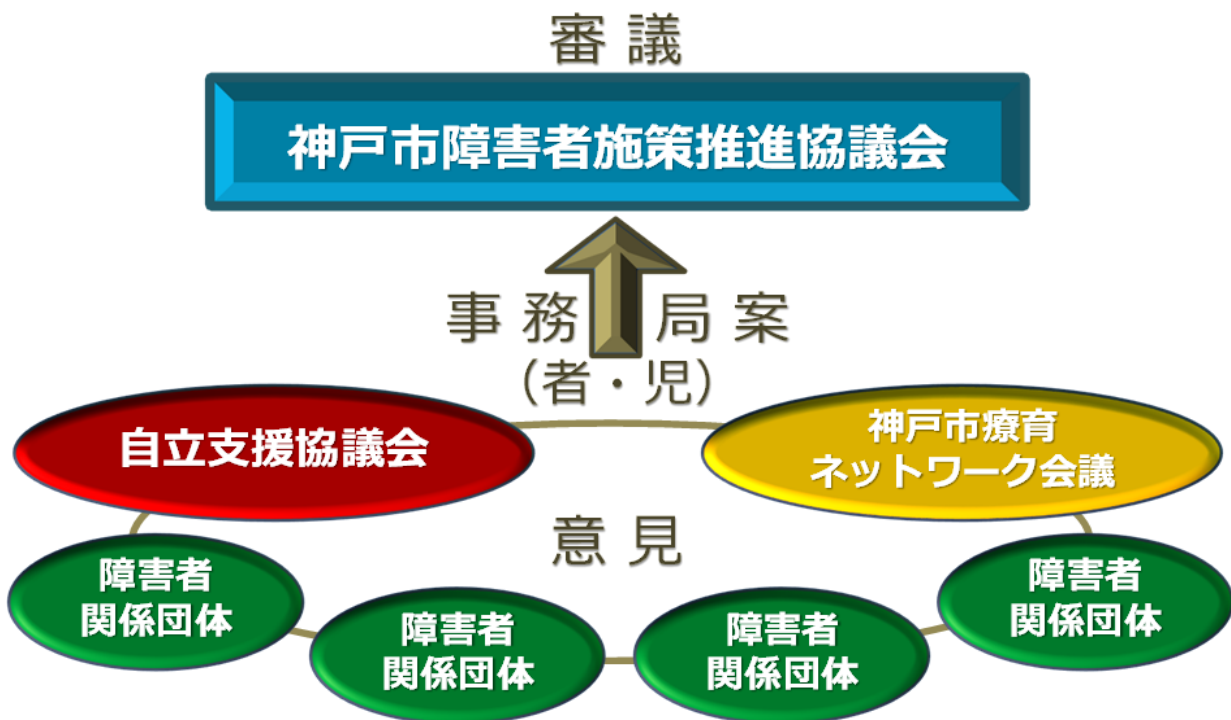 審議
神戸市障害者施策推進協議会
事務局案
(者・児)
自立支援協議会
神戸市療育
ネットワーク会議
意見
障害者
関係団体
障害者
関係団体
障害者
関係団体
障害者
関係団体